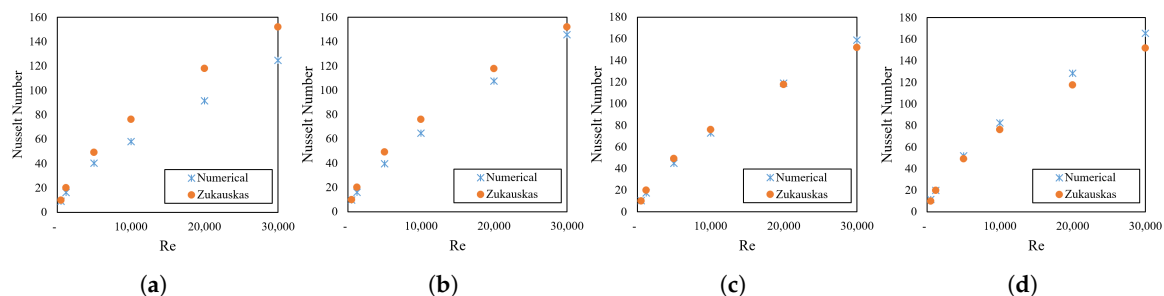 160
140
120
100
80
60
40
20
0
Nusselt Number
Numerical
Zukauskas
- 10,000 20,000 30,000
Re
(a)
160
140
120
100
80
60
40
20
0
Nusselt Number
Numerical
Zukauskas
- 10,000 20,000 30,000
Re
(b)
180
160
140
120
100
80
60
40
20
0
Nusselt Number
Numerical
Zukauskas
- 10,000 20,000 30,000
Re
(c)
180
160
140
120
100
80
60
40
20
0
Nusselt Number
Numerical
Zukauskas
- 10,000 20,000 30,000
Re
(d)